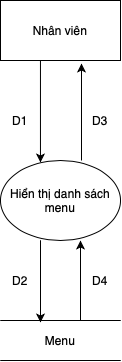 Nhân viên
D1
D3
Hiển thị danh sách
menu
D2
D4
Menu